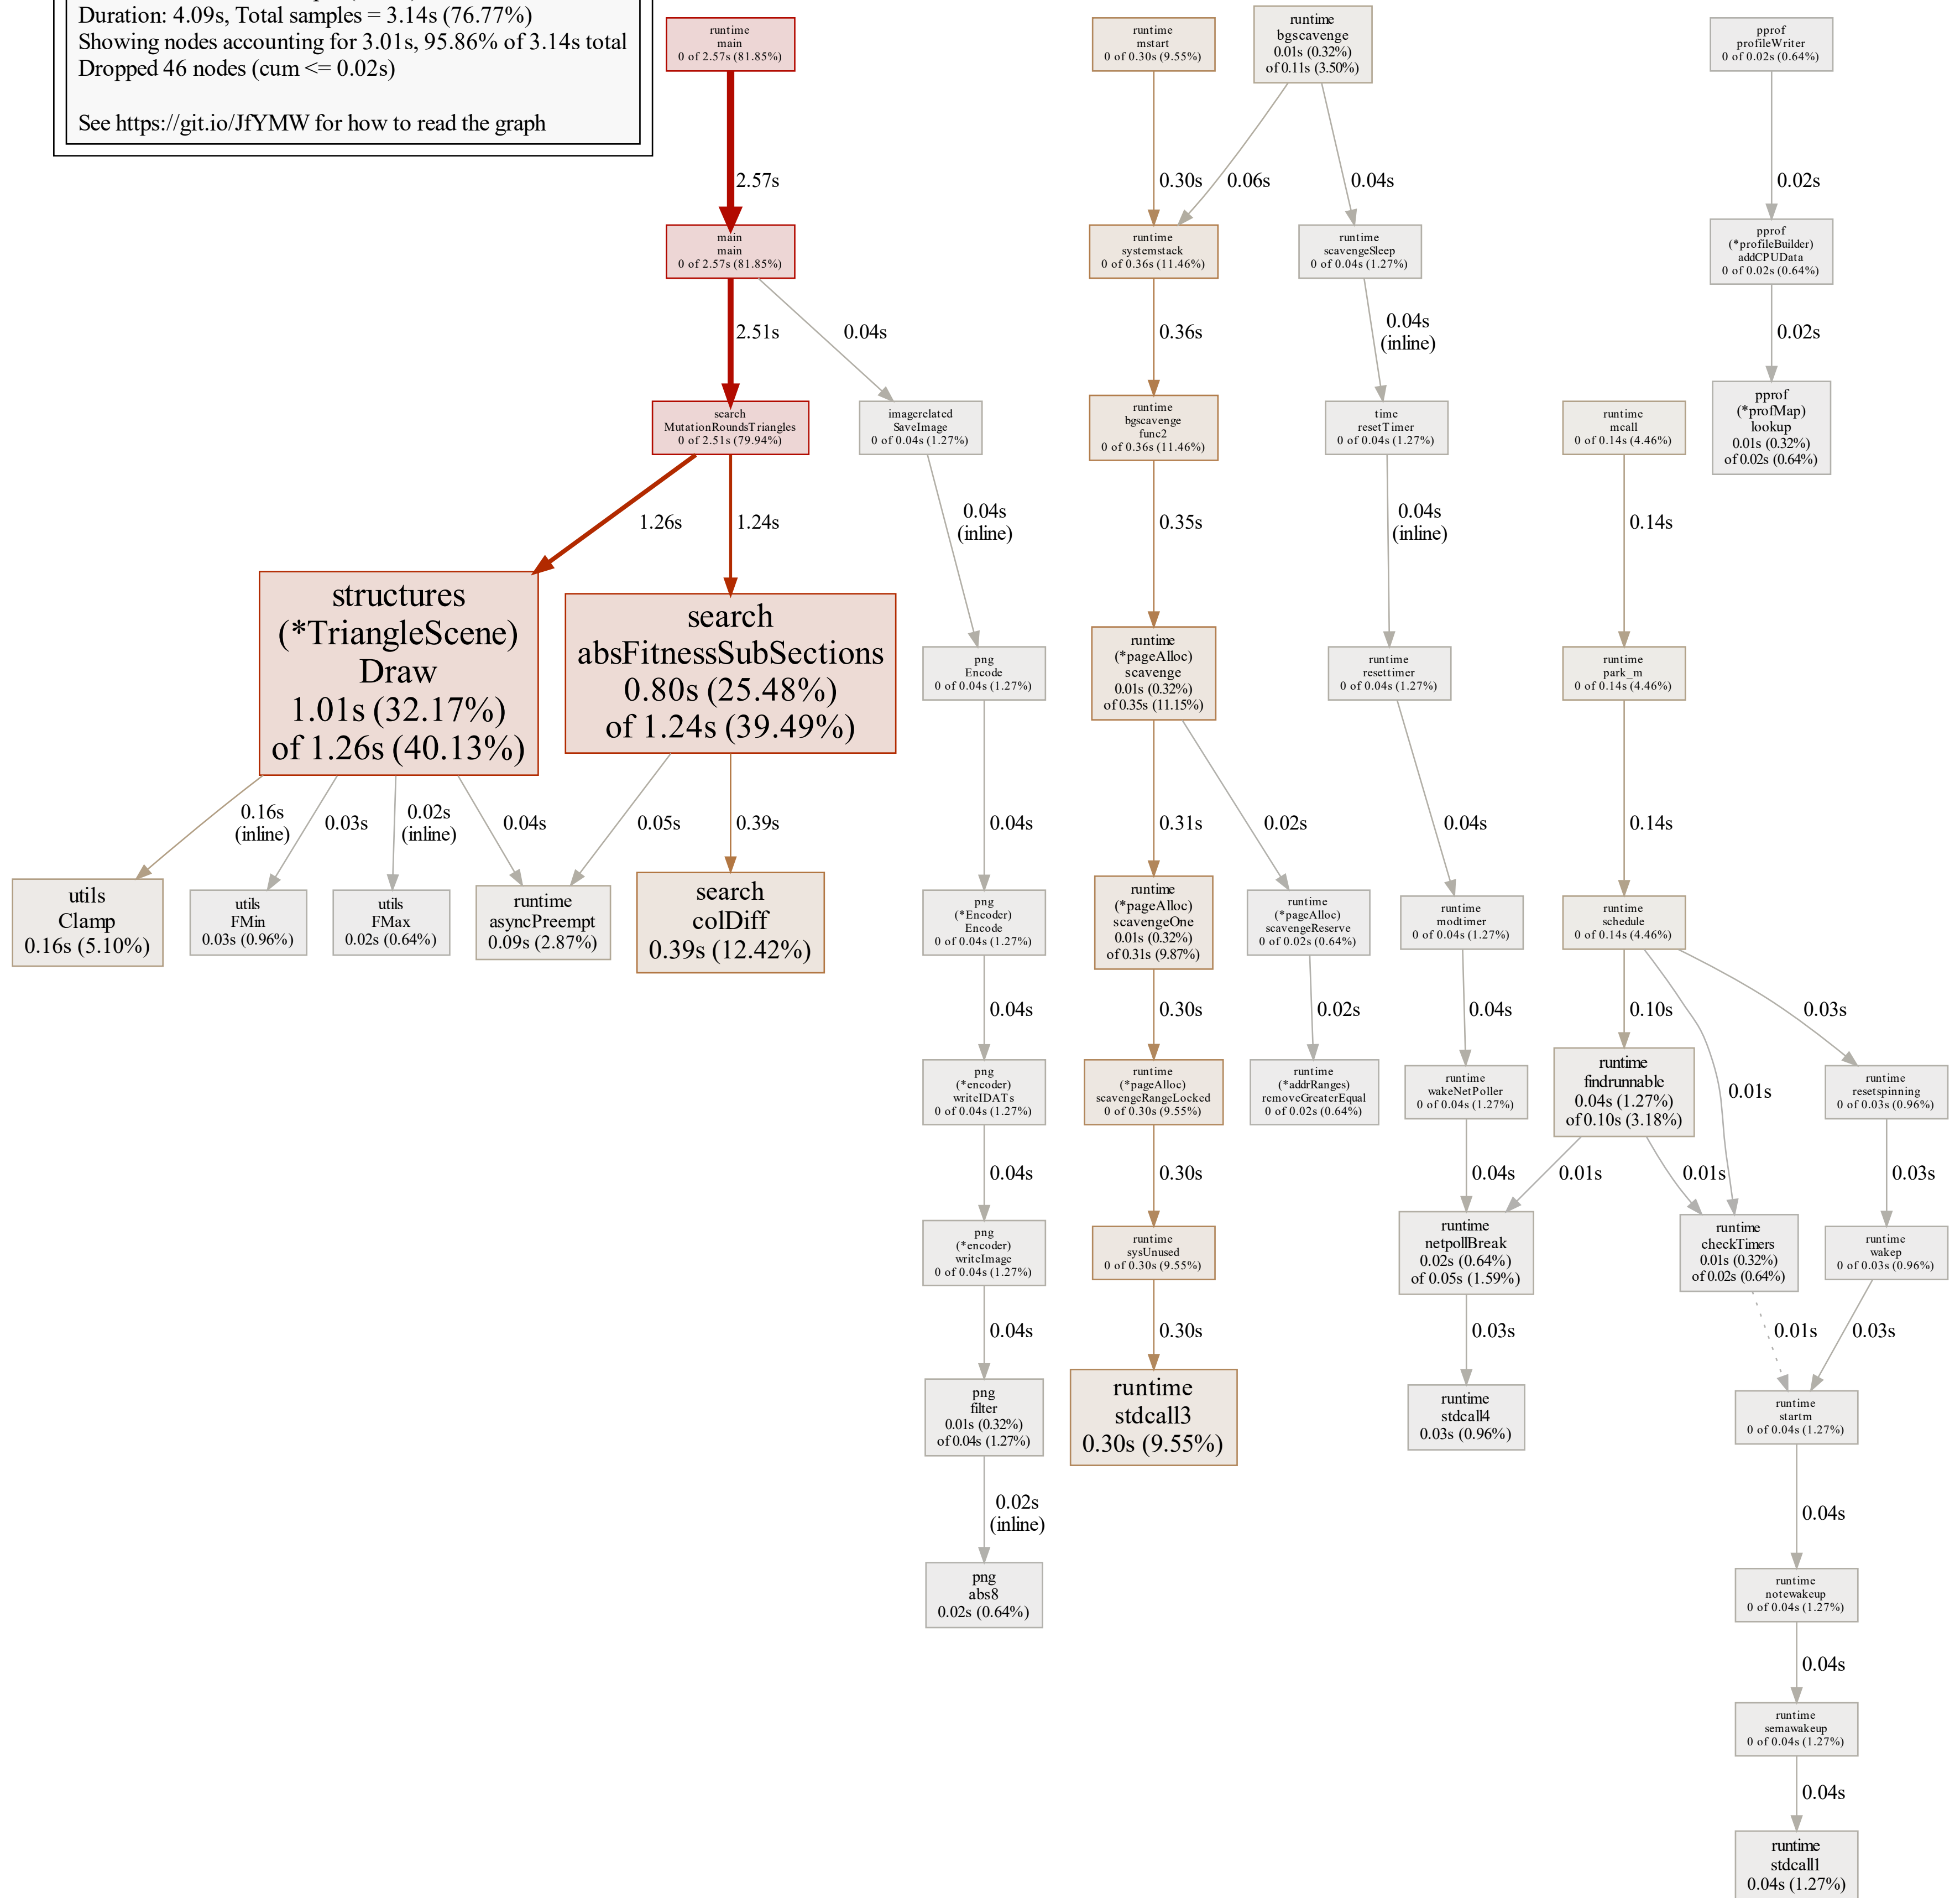 Duration: 4.09s, Total samples = 3.14s (76.77%)
Showing nodes accounting for 3.01s, 95.86% of 3.14s total
Dropped 46 nodes (cum <= 0.02s)
See https://git.io/JfYMW for how to read the graph
runtime
main
0 of 2.57s (81.85%)
runtime
mstart
0 of 0.30s (9.55%)
runtime
bgscavenge
0.01s (0.32%)
of 0.11s (3.50%)
pprof
profileWriter
0 of 0.02s (0.64%)
2.57s
0.30s
0.06s
0.04s
0.02s
main
main
0 of 2.57s (81.85%)
runtime
systemstack
0 of 0.36s (11.46%)
runtime
scavengeSleep
0 of 0.04s (1.27%)
pprof
(*profileBuilder)
addCPUData
0 of 0.02s (0.64%)
2.51s
0.04s
0.36s
0.04s
(inline)
0.02s
search
MutationRoundsTriangles
0 of 2.51s (79.94%)
imagerelated
SaveImage
0 of 0.04s (1.27%)
runtime
bgscavenge
func2
0 of 0.36s (11.46%)
time
resetTimer
0 of 0.04s (1.27%)
runtime
mcall
0 of 0.14s (4.46%)
pprof
(*profMap)
lookup
0.01s (0.32%)
of 0.02s (0.64%)
1.26s
1.24s
0.04s
(inline)
0.35s
0.04s
(inline)
0.14s
structures
(*TriangleScene)
Draw
1.01s (32.17%)
of 1.26s (40.13%)
search
absFitnessSubSections
0.80s (25.48%)
of 1.24s (39.49%)
png
Encode
0 of 0.04s (1.27%)
runtime
(*pageAlloc)
scavenge
0.01s (0.32%)
of 0.35s (11.15%)
runtime
resettimer
0 of 0.04s (1.27%)
runtime
park_m
0 of 0.14s (4.46%)
0.16s
(inline)
0.03s
0.02s
(inline)
0.04s
0.05s
0.39s
0.04s
0.31s
0.02s
0.04s
0.14s
utils
Clamp
0.16s (5.10%)
utils
FMin
0.03s (0.96%)
utils
FMax
0.02s (0.64%)
runtime
asyncPreempt
0.09s (2.87%)
search
colDiff
0.39s (12.42%)
png
(*Encoder)
Encode
0 of 0.04s (1.27%)
runtime
(*pageAlloc)
scavengeOne
0.01s (0.32%)
of 0.31s (9.87%)
runtime
(*pageAlloc)
scavengeReserve
0 of 0.02s (0.64%)
runtime
modtimer
0 of 0.04s (1.27%)
runtime
schedule
0 of 0.14s (4.46%)
0.04s
0.30s
0.02s
0.04s
0.10s
0.01s
0.03s
png
(*encoder)
writeIDATs
0 of 0.04s (1.27%)
runtime
(*pageAlloc)
scavengeRangeLocked
0 of 0.30s (9.55%)
runtime
(*addrRanges)
removeGreaterEqual
0 of 0.02s (0.64%)
runtime
wakeNetPoller
0 of 0.04s (1.27%)
runtime
findrunnable
0.04s (1.27%)
of 0.10s (3.18%)
runtime
resetspinning
0 of 0.03s (0.96%)
0.04s
0.30s
0.04s
0.01s
0.01s
0.03s
png
(*encoder)
writeImage
0 of 0.04s (1.27%)
runtime
sysUnused
0 of 0.30s (9.55%)
runtime
netpollBreak
0.02s (0.64%)
of 0.05s (1.59%)
runtime
checkTimers
0.01s (0.32%)
of 0.02s (0.64%)
runtime
wakep
0 of 0.03s (0.96%)
0.04s
0.30s
0.03s
0.01s
0.03s
png
filter
0.01s (0.32%)
of 0.04s (1.27%)
runtime
stdcall3
0.30s (9.55%)
runtime
stdcall4
0.03s (0.96%)
runtime
startm
0 of 0.04s (1.27%)
0.02s
(inline)
0.04s
png
abs8
0.02s (0.64%)
runtime
notewakeup
0 of 0.04s (1.27%)
0.04s
runtime
semawakeup
0 of 0.04s (1.27%)
0.04s
runtime
stdcall1
0.04s (1.27%)